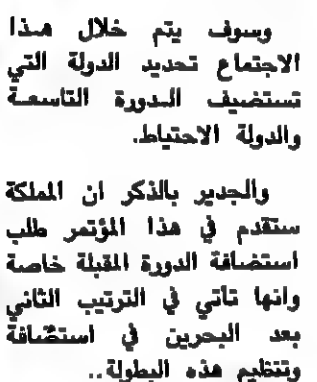 وسوف يتم خلال هذا
الاجتماع تحديد الدولة التي
تستضيف الدورة التاسعة
والدولة الاحتياط.
والجدير بالذكر ان المملكة
ستقدم في هذا المؤتمر طلب
استضافة الدورة المقبلة خاصة
وانها تأتي في الترتيب الثاني
بعد البحرين في استضافة
وتنظيم هذه البطولة..